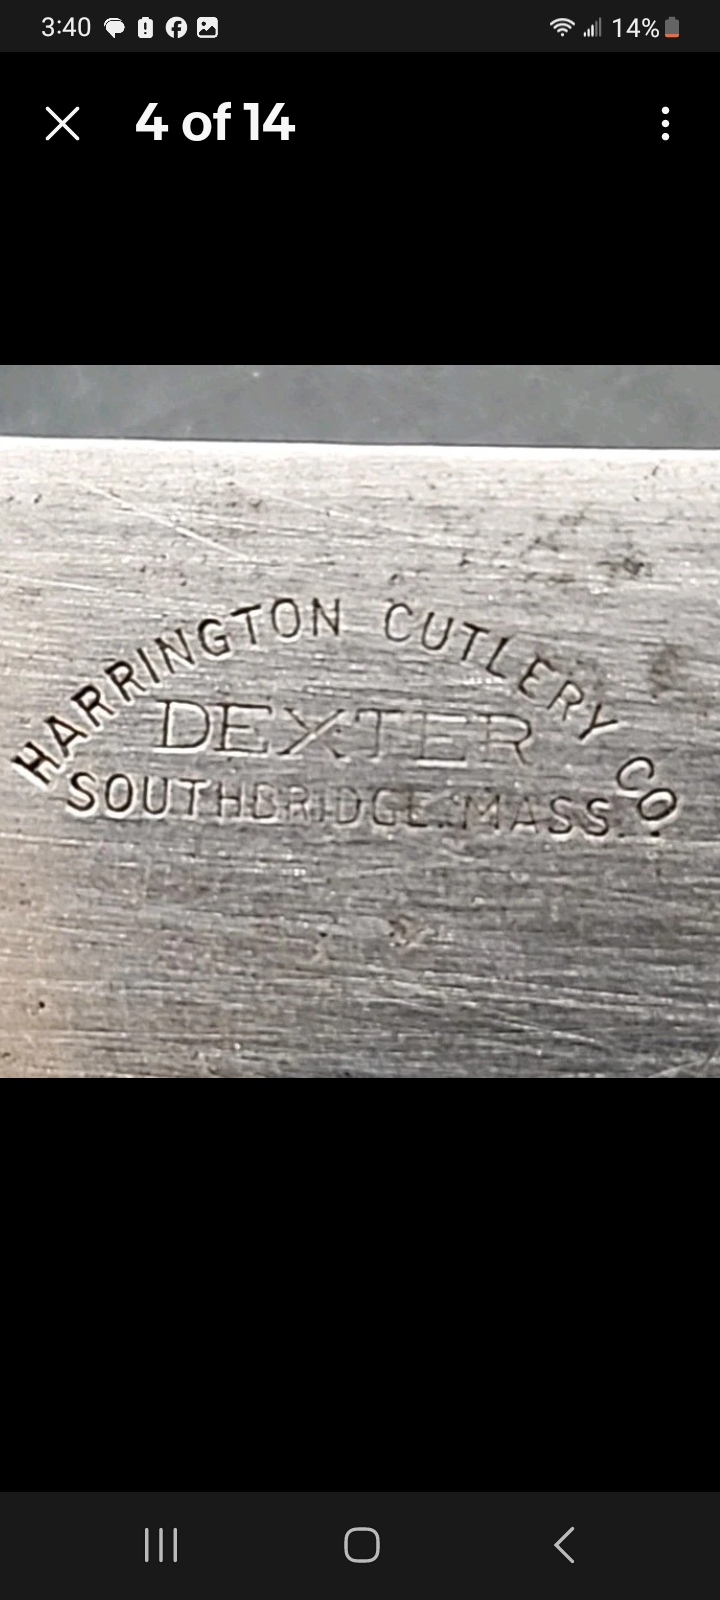 3:40
14%
4 of 14
HARRINGTON CUTLERY CO.
DEXTER
SOUTHBRIDGE. MASS.